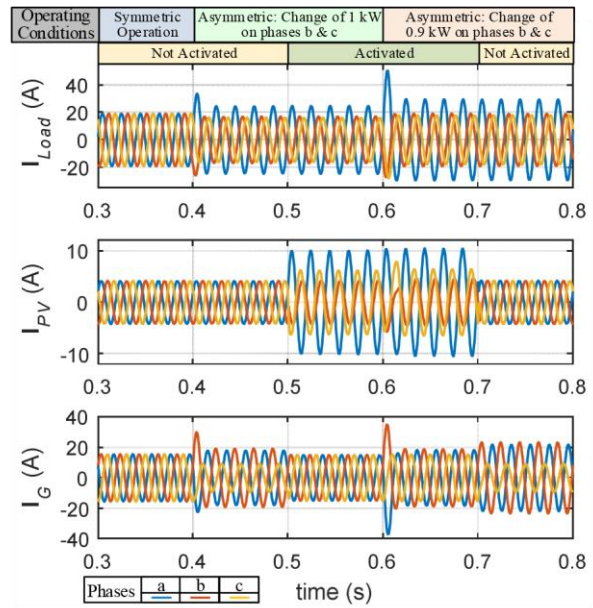 Operating Conditions
Symmetric Operation
Asymmetric: Change of 1 kW on phases b & c
Asymmetric: Change of 0.9 kW on phases b & c
Not Activated
Activated
Not Activated
I Load (A)
40
20
0
-20
0.3 0.4 0.5 0.6 0.7 0.8
I PV (A)
10
0
-10
0.3 0.4 0.5 0.6 0.7 0.8
I G (A)
40
20
0
-20
-40
0.3 0.4 0.5 0.6 0.7 0.8
Phases a b c
time (s)